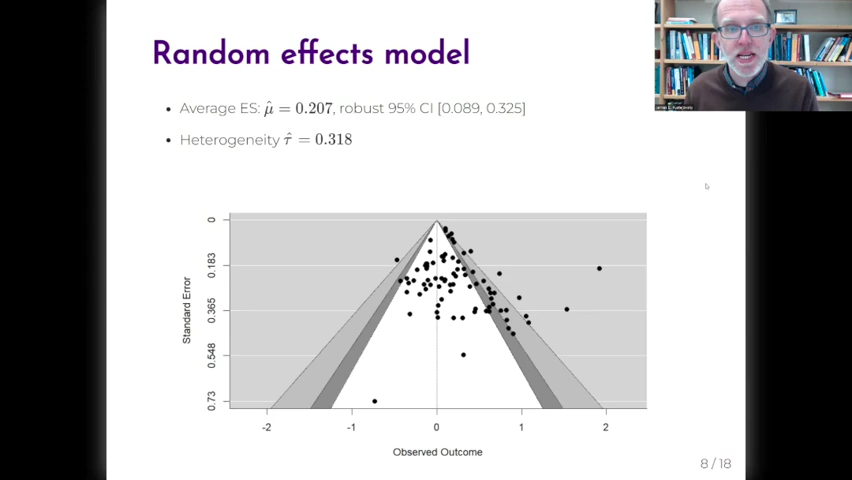 Random effects model
• Average ES: μ̂ = 0.207, robust 95% CI [0.089, 0.325]
• Heterogeneity τ̂ = 0.318
Standard Error
0
0.183
0.365
0.548
0.73
-2 -1 0 1 2
Observed Outcome
8 / 18